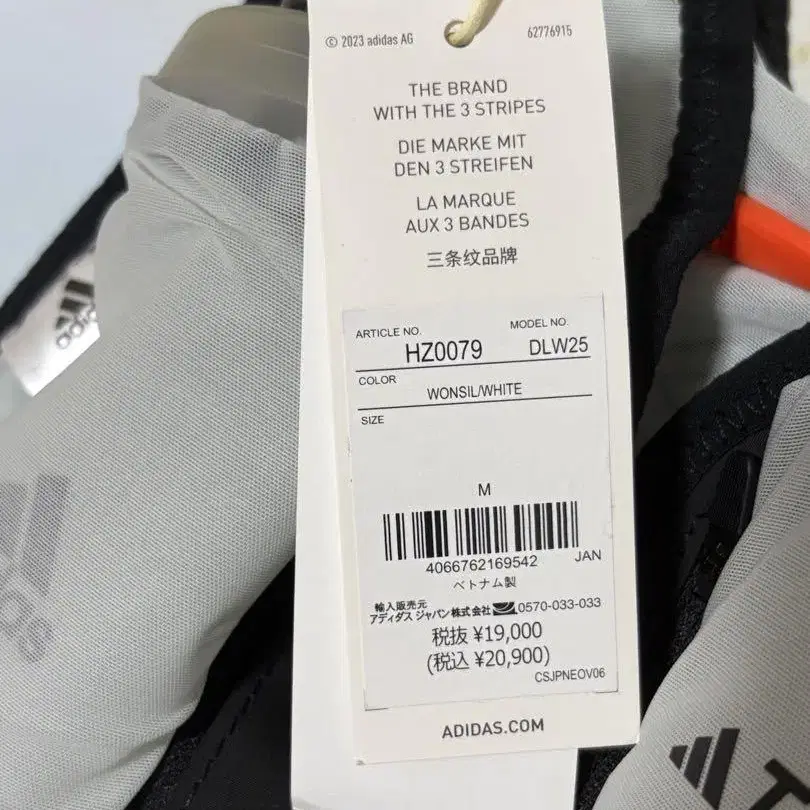 © 2023 adidas AG
62776915
THE BRAND
WITH THE 3 STRIPES
DIE MARKE MIT
DEN 3 STREIFEN
LA MARQUE
AUX 3 BANDES
三条纹品牌
ARTICLE NO.
HZ0079
MODEL NO.
DLW25
COLOR
WONSIL/WHITE
SIZE
M
4066762169542
JAN
ベトナム製
輸入販売元
アディダス ジャパン株式会社
0570-033-033
税抜 ¥19,000
(税込 ¥20,900)
CSJPNEOV06
ADIDAS.COM